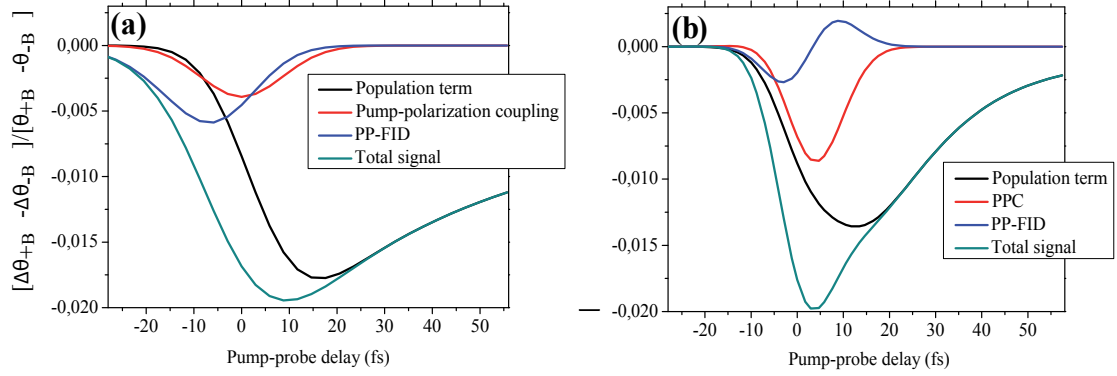 (a)
0,000
-0,005
-0,010
-0,015
-0,020
[Δθ+B -Δθ-B ]/[θ+B -θ-B ]
Population term
Pump-polarization coupling
PP-FID
Total signal
-20 -10 0 10 20 30 40 50
Pump-probe delay (fs)
(b)
0,000
-0,005
-0,010
-0,015
-0,020
Population term
PPC
PP-FID
Total signal
-20 -10 0 10 20 30 40 50
Pump-probe delay (fs)